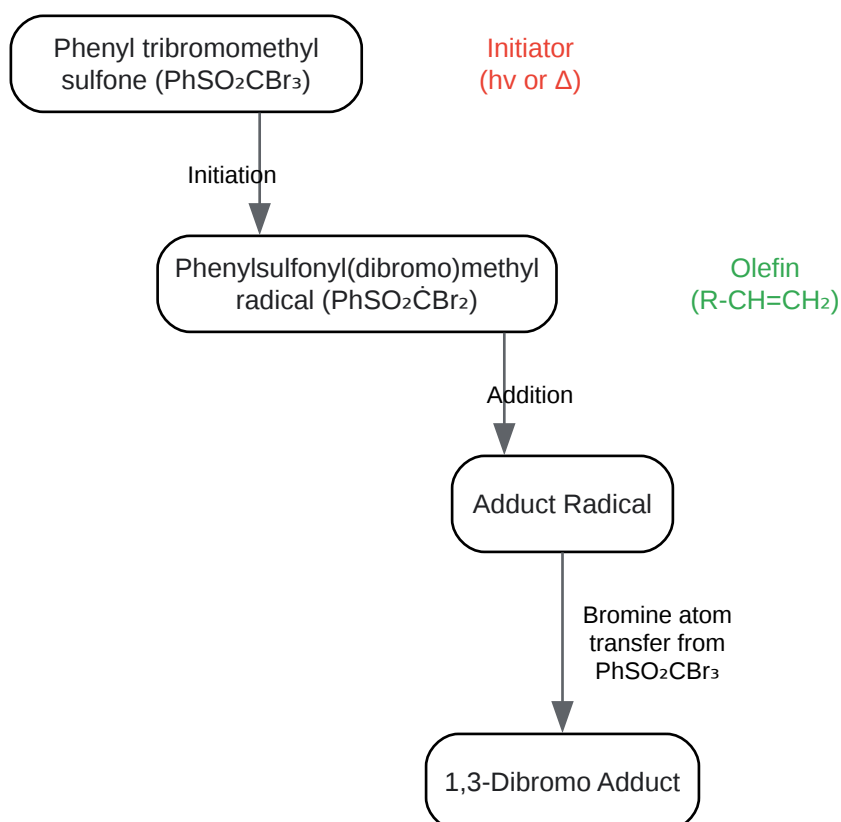 Phenyl tribromomethyl
sulfone (PhSO₂CBr₃)
Initiator
(hv or Δ)
Initiation
Phenylsulfonyl(dibromo)methyl
radical (PhSO₂ĊBr₂)
Olefin
(R-CH=CH₂)
Addition
Adduct Radical
Bromine atom
transfer from
PhSO₂CBr₃
1,3-Dibromo Adduct